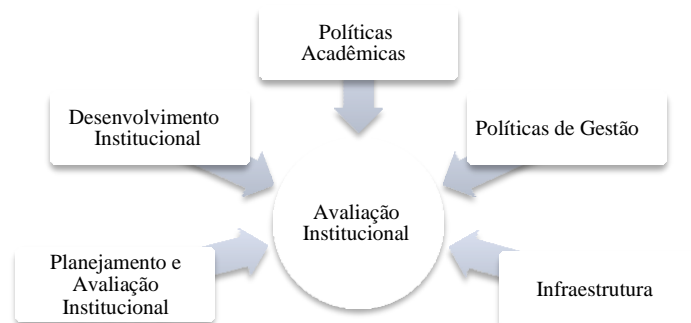 Políticas
Acadêmicas
Desenvolvimento
Institucional
Políticas de Gestão
Avaliação
Institucional
Planejamento e
Avaliação
Institucional
Infraestrutura